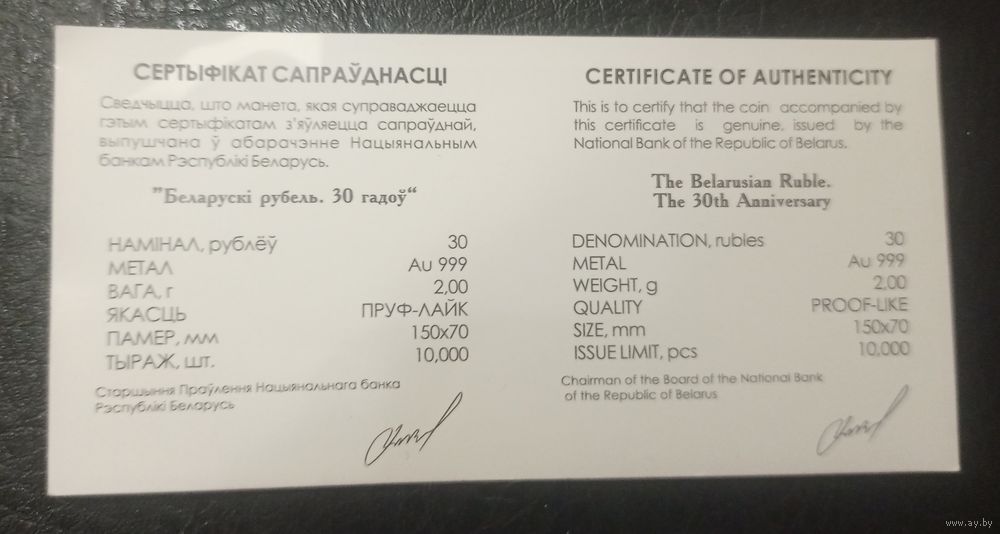 СЕРТЫФІКАТ САПРАЎДНАСЦІ
Сведчыцца, што манета, якая суправаджаецца
гэтым сертыфікатам з'яўляецца сапраўднай,
выпушчана ў абарачэнне Нацыянальным
банкам Рэспублікі Беларусь.
"Беларускі рубель. 30 гадоў“
НАМІНАЛ, рублёў 30
МЕТАЛ Au 999
ВАГА, г 2,00
ЯКАСЦЬ ПРУФ-ЛАЙК
ПАМЕР, мм 150x70
ТЫРАЖ, шт. 10,000
Старшыння Праўлення Нацыянальнага банка
Рэспублікі Беларусь
CERTIFICATE OF AUTHENTICITY
This is to certify that the coin accompanied by
this certificate is genuine, issued by the
National Bank of the Republic of Belarus.
The Belarusian Ruble.
The 30th Anniversary
DENOMINATION, rubles 30
METAL Au 999
WEIGHT, g 2,00
QUALITY PROOF-LIKE
SIZE, mm 150x70
ISSUE LIMIT, pcs 10,000
Chairman of the Board of the National Bank
of the Republic of Belarus
www.ay.by